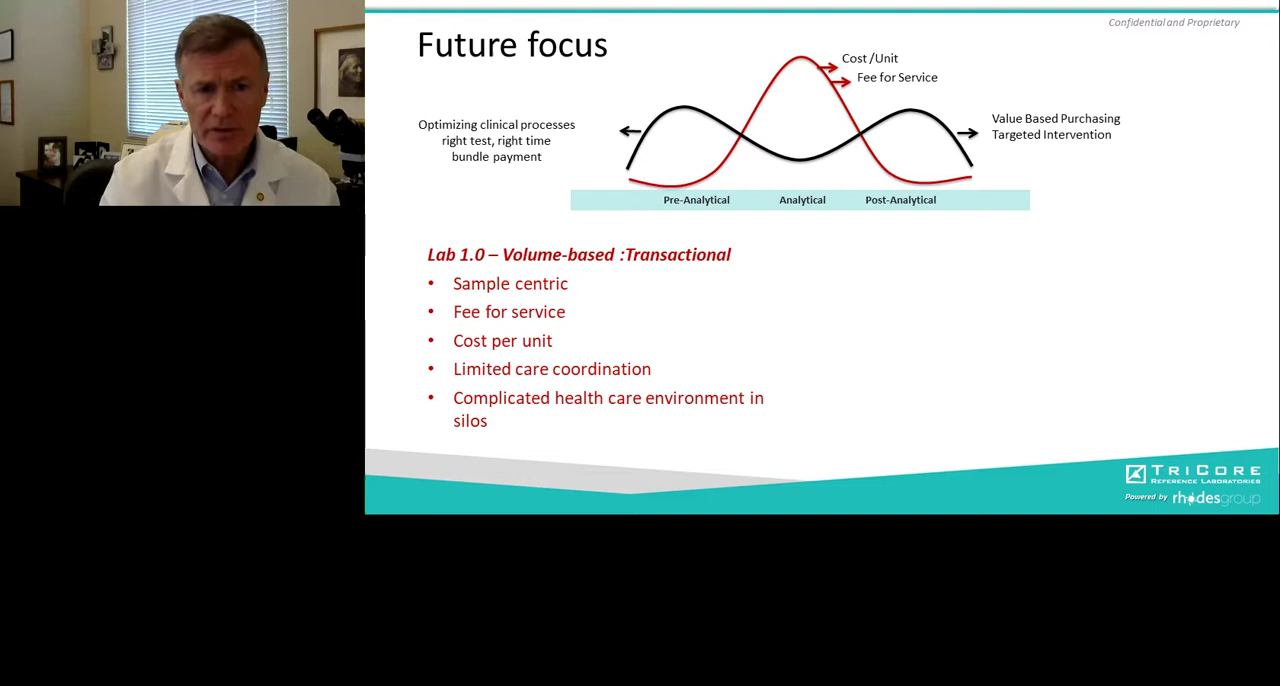 Confidential and Proprietary
Future focus
Cost /Unit
Fee for Service
Optimizing clinical processes
right test, right time
bundle payment
Value Based Purchasing
Targeted Intervention
Pre-Analytical
Analytical
Post-Analytical
Lab 1.0 – Volume-based :Transactional
• Sample centric
• Fee for service
• Cost per unit
• Limited care coordination
• Complicated health care environment in
silos
TRICORE
REFERENCE LABORATORIES
Powered by rhodesgroup